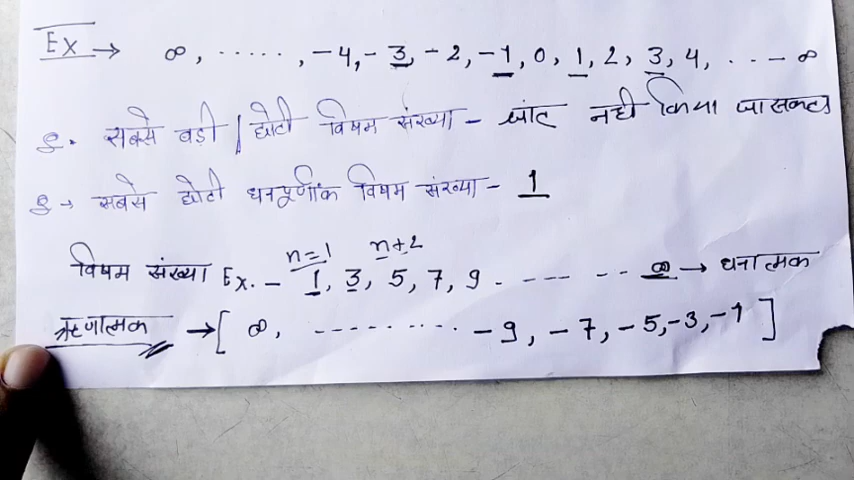 Ex → ∞, ....., -4, -3, -2, -1, 0, 1, 2, 3, 4, ... - ∞
सबसे बड़ी | छोटी विषम संख्या - ज्ञांत नही किया जा सकता
सबसे छोटी धनपूर्णांक विषम संख्या - 1
n=1 n+2
विषम संख्या Ex. - 1, 3, 5, 7, 9 - --- -- ∞ → धनात्मक
ऋणात्मक → [ ∞, ---------- -9, -7, -5, -3, -1 ]